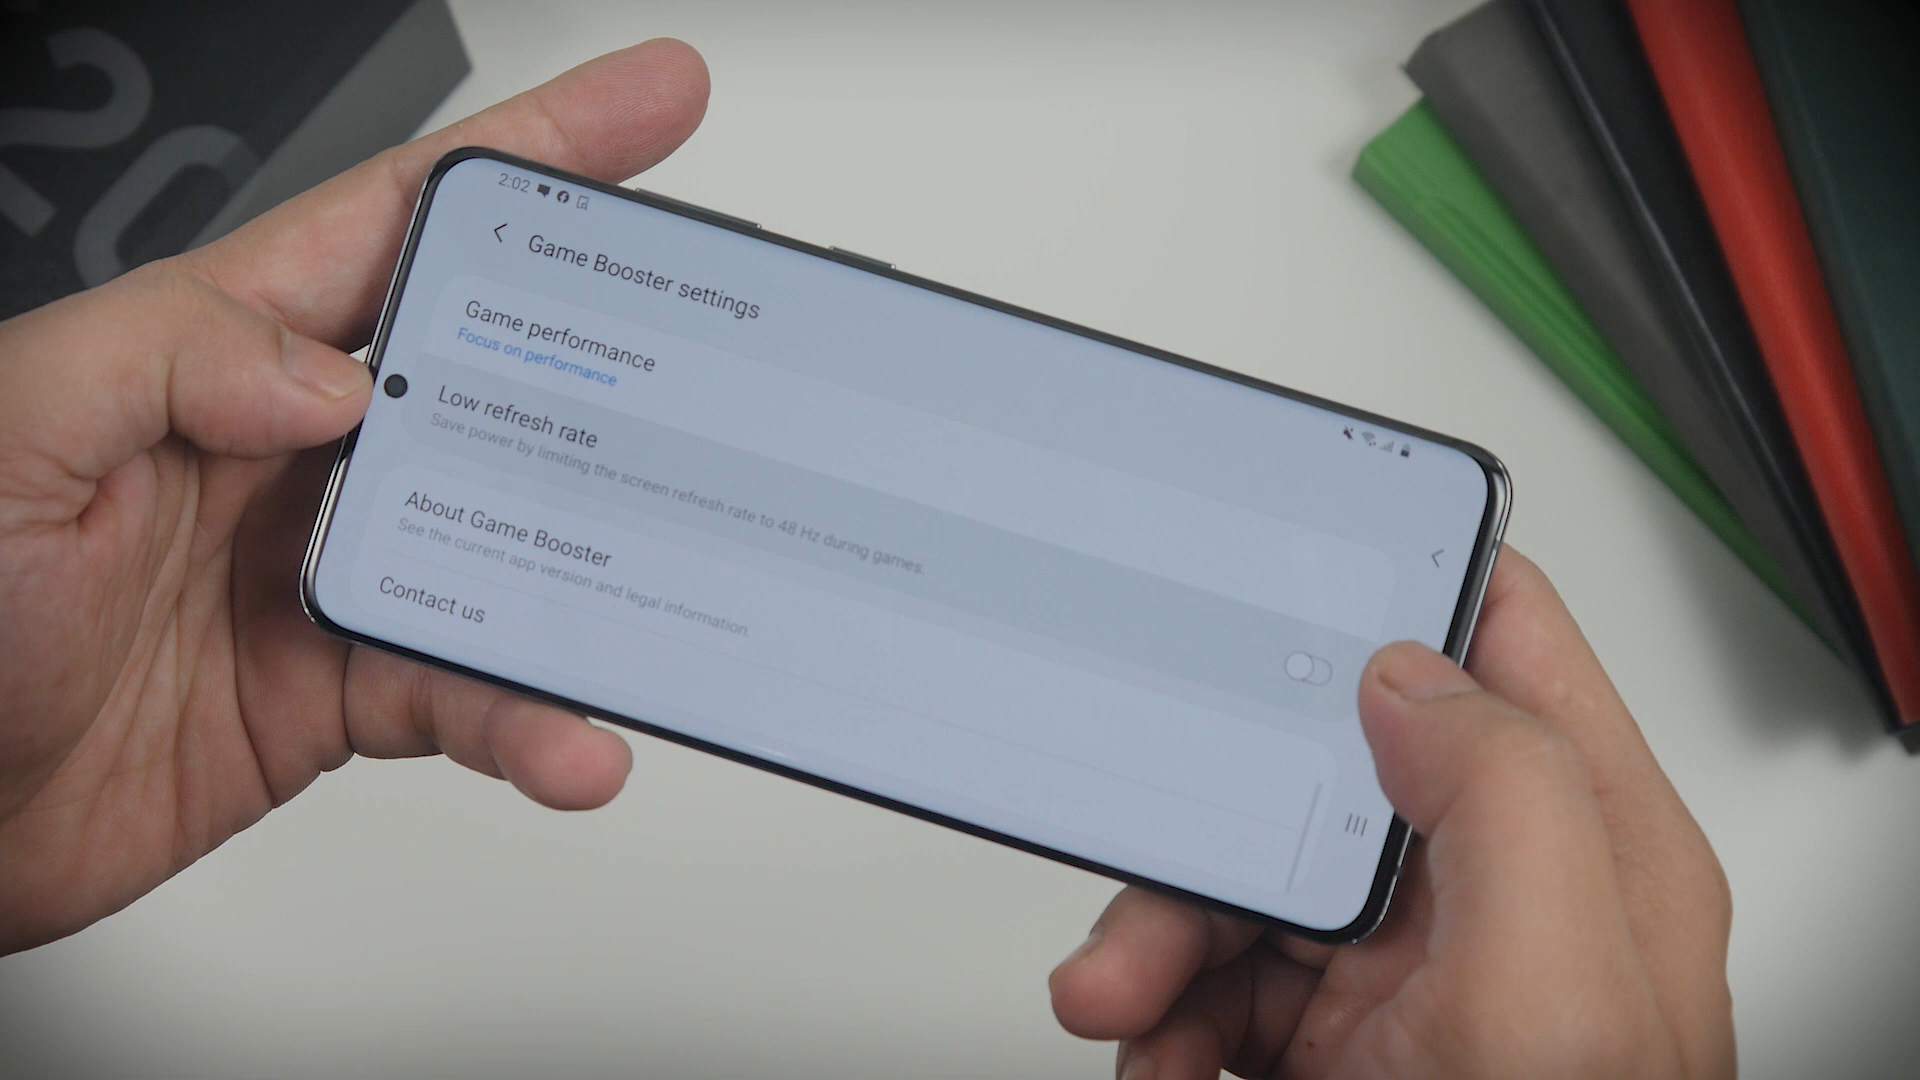 20
2:02
Game Booster settings
Game performance
Focus on performance
Low refresh rate
Save power by limiting the screen refresh rate to 48 Hz during games.
About Game Booster
See the current app version and legal information.
Contact us